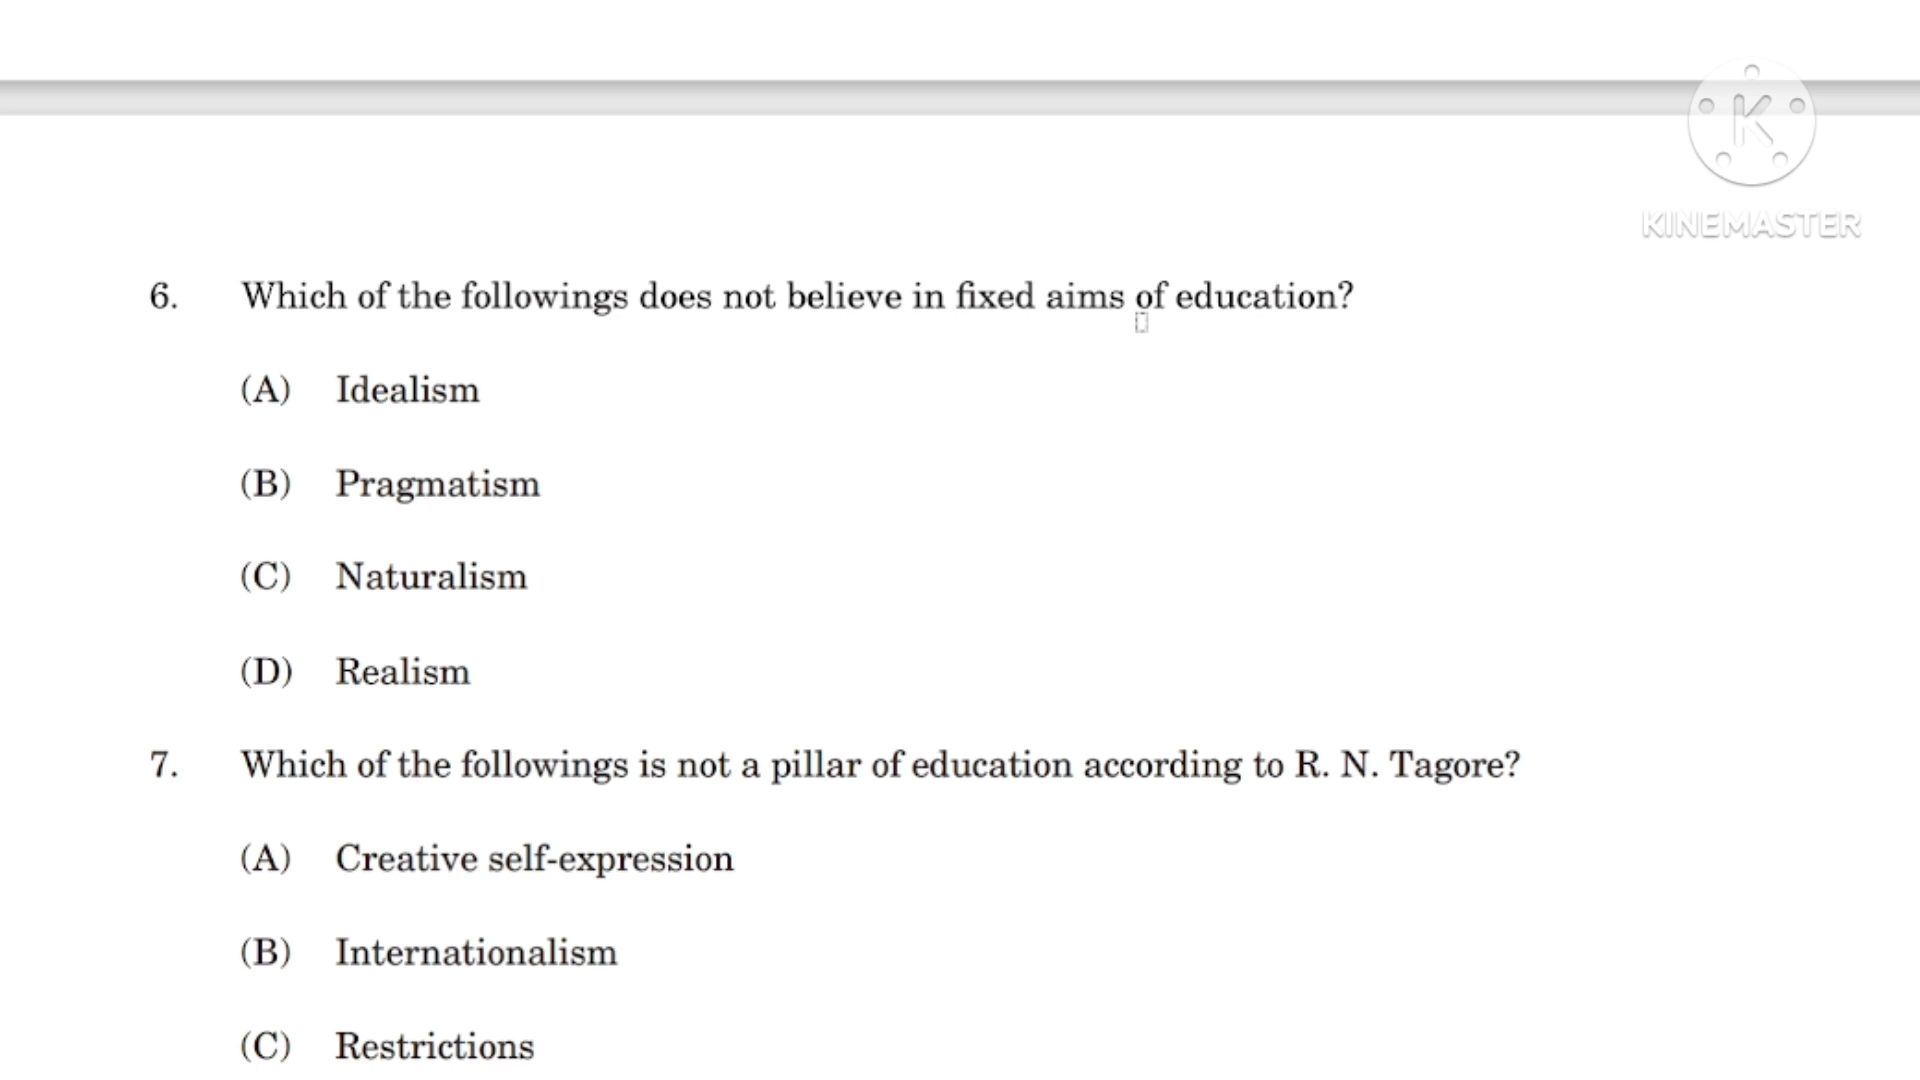 K
KINEMASTER
6. Which of the followings does not believe in fixed aims of education?
(A) Idealism
(B) Pragmatism
(C) Naturalism
(D) Realism
7. Which of the followings is not a pillar of education according to R. N. Tagore?
(A) Creative self-expression
(B) Internationalism
(C) Restrictions